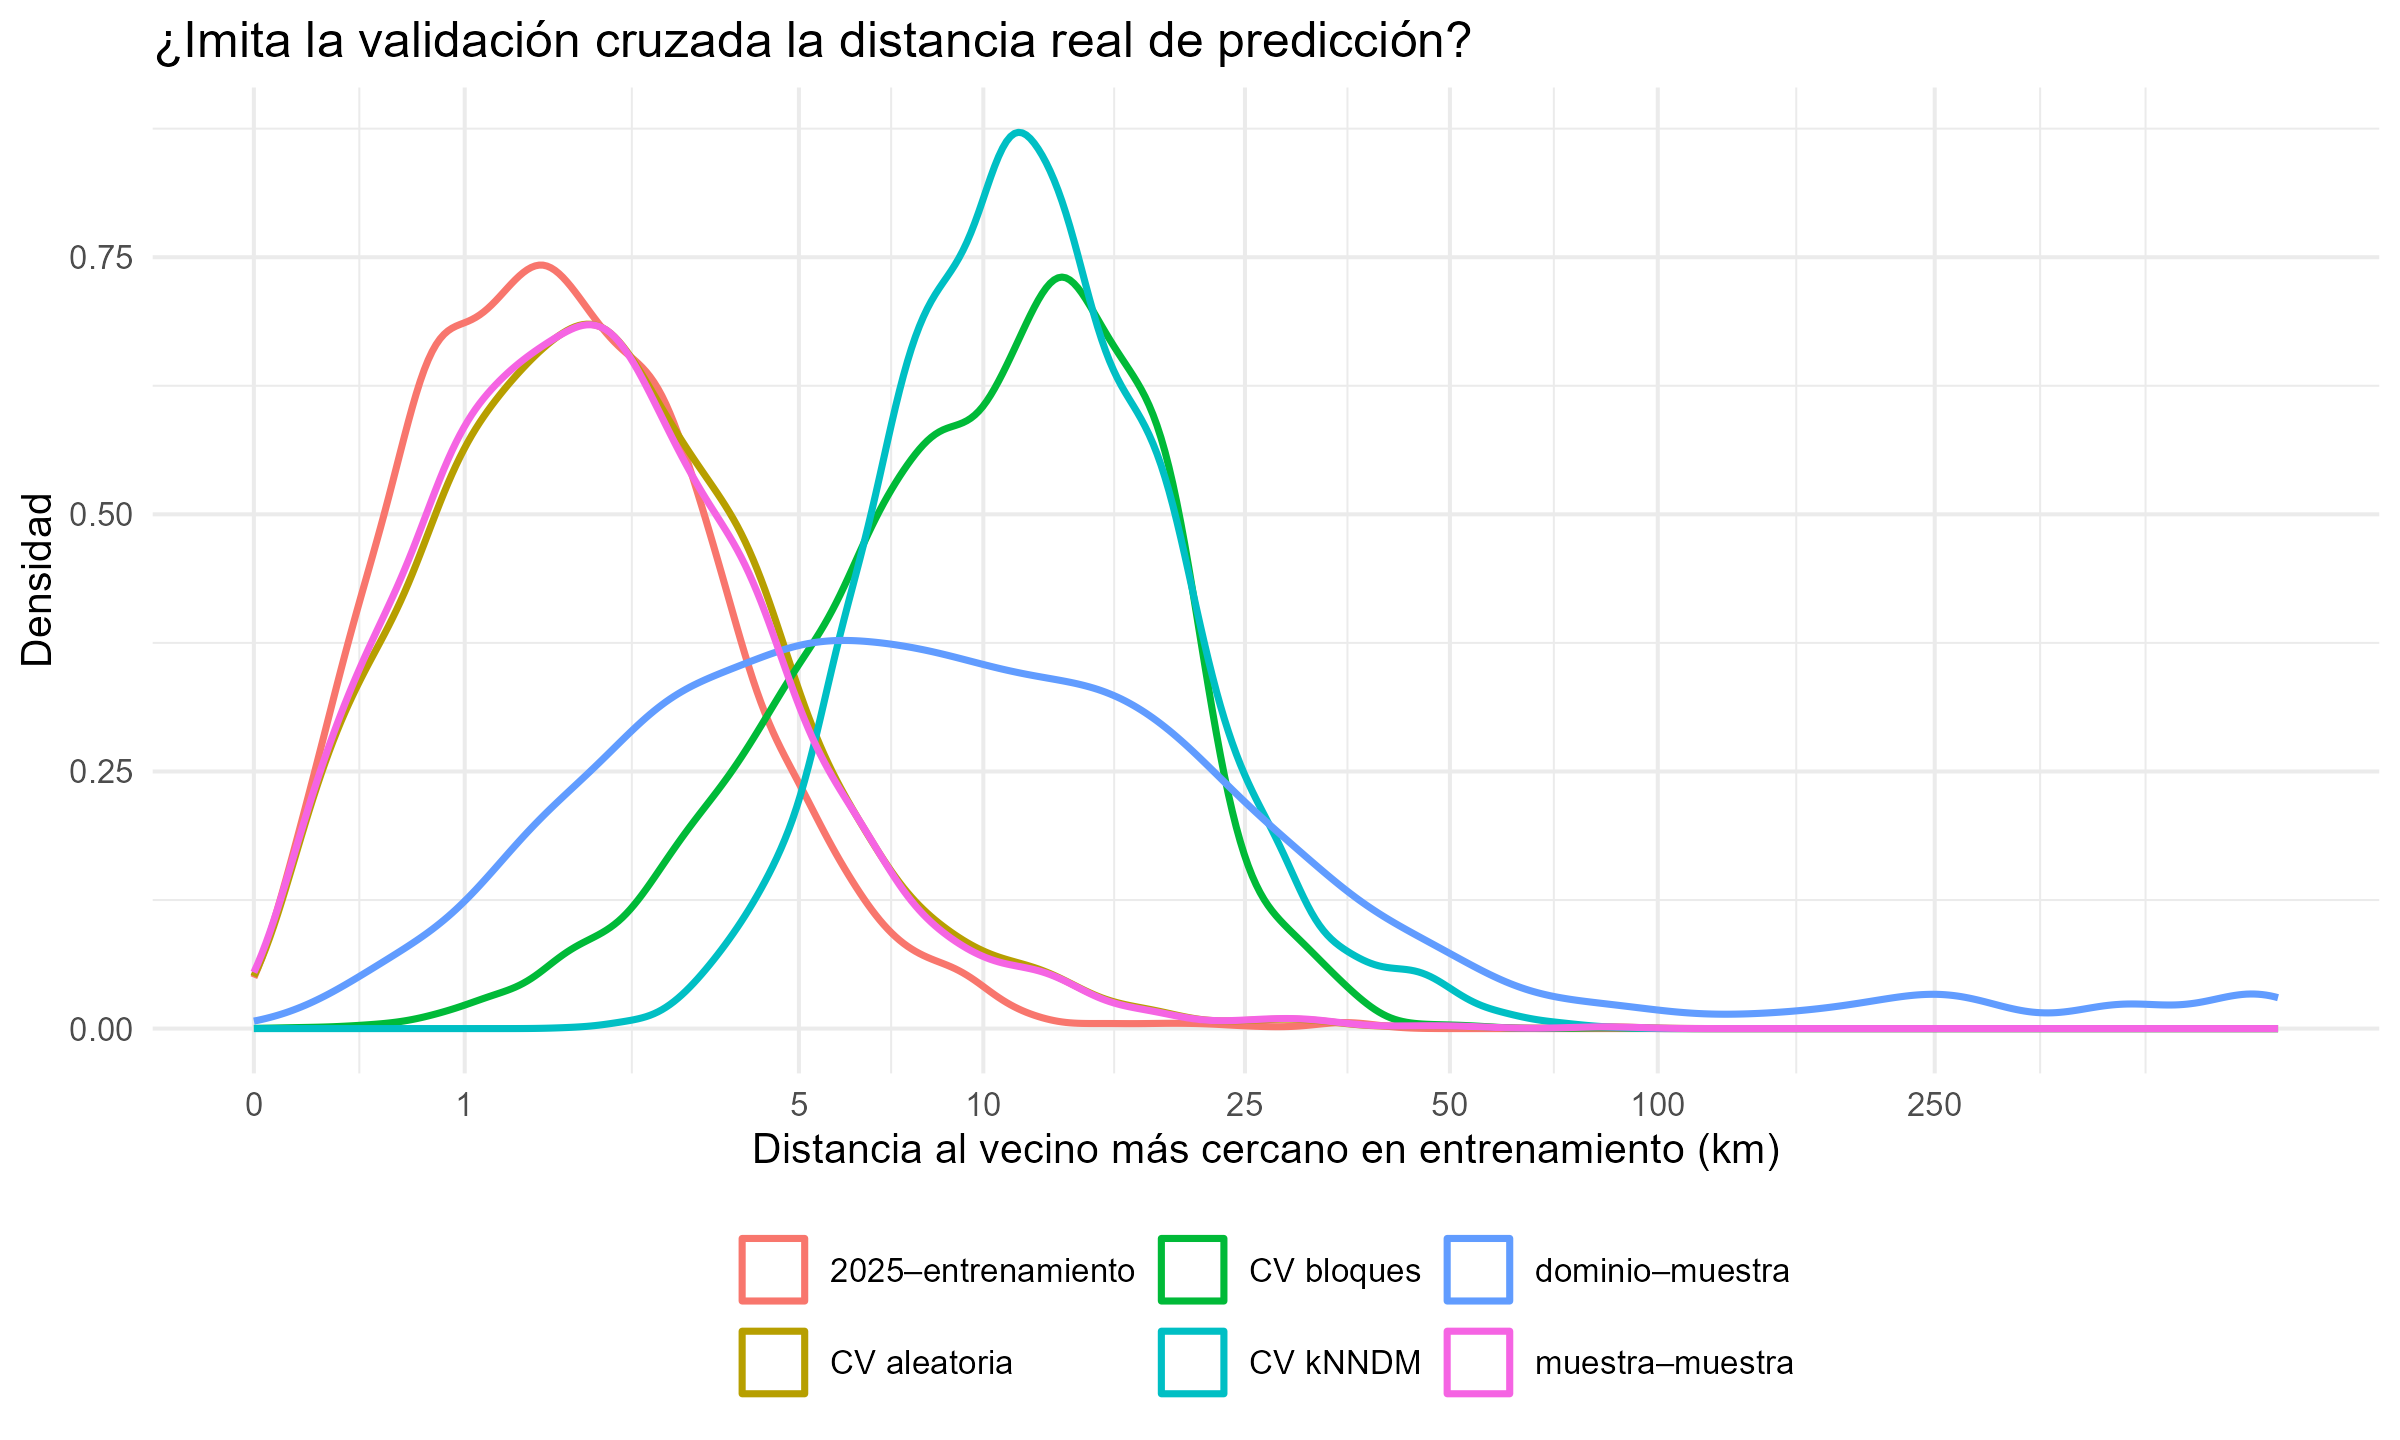 ¿Imita la validación cruzada la distancia real de predicción?
Densidad
0.75
0.50
0.25
0.00
0 1 5 10 25 50 100 250
Distancia al vecino más cercano en entrenamiento (km)
2025–entrenamiento CV bloques dominio–muestra
CV aleatoria CV kNNDM muestra–muestra